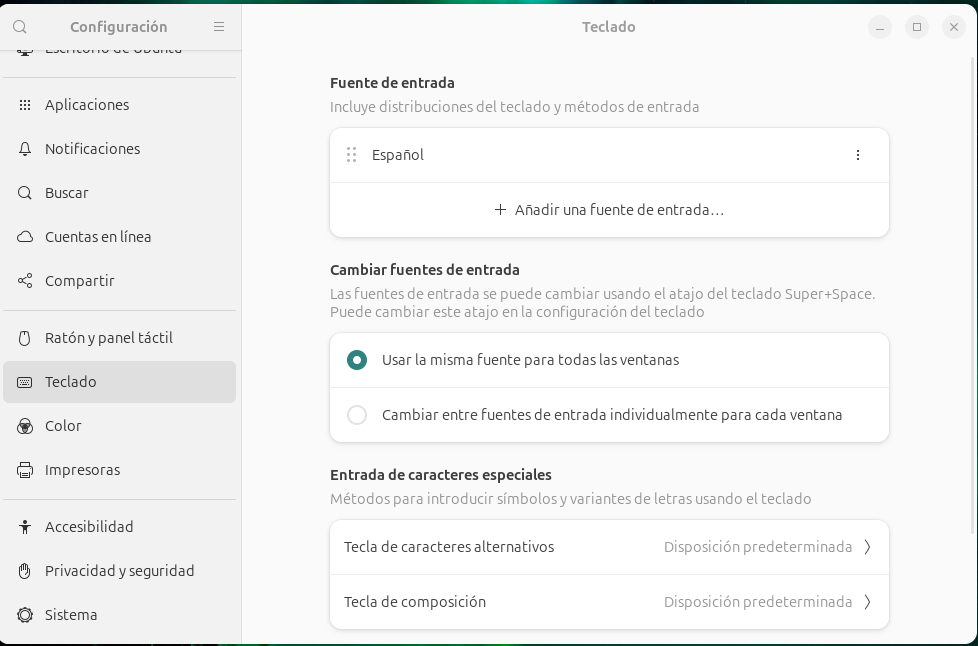 Configuración
Teclado
Escritorio de Ubuntu
Aplicaciones
Notificaciones
Buscar
Cuentas en línea
Compartir
Ratón y panel táctil
Teclado
Color
Impresoras
Accesibilidad
Privacidad y seguridad
Sistema
Fuente de entrada
Incluye distribuciones del teclado y métodos de entrada
Español
Añadir una fuente de entrada…
Cambiar fuentes de entrada
Las fuentes de entrada se puede cambiar usando el atajo del teclado Super+Space.
Puede cambiar este atajo en la configuración del teclado
Usar la misma fuente para todas las ventanas
Cambiar entre fuentes de entrada individualmente para cada ventana
Entrada de caracteres especiales
Métodos para introducir símbolos y variantes de letras usando el teclado
Tecla de caracteres alternativos Disposición predeterminada
Tecla de composición Disposición predeterminada